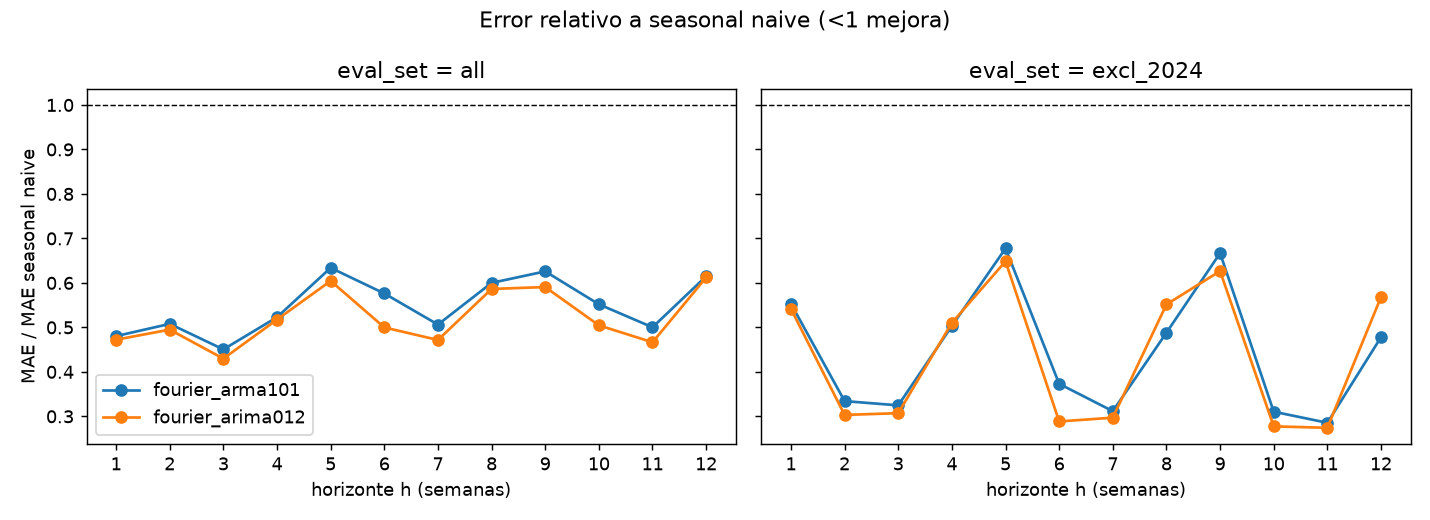 Error relativo a seasonal naive (<1 mejora)
eval_set = all
eval_set = excl_2024
MAE / MAE seasonal naive
1.0
0.9
0.8
0.7
0.6
0.5
0.4
0.3
fourier_arma101
fourier_arima012
1 2 3 4 5 6 7 8 9 10 11 12
horizonte h (semanas)
1 2 3 4 5 6 7 8 9 10 11 12
horizonte h (semanas)